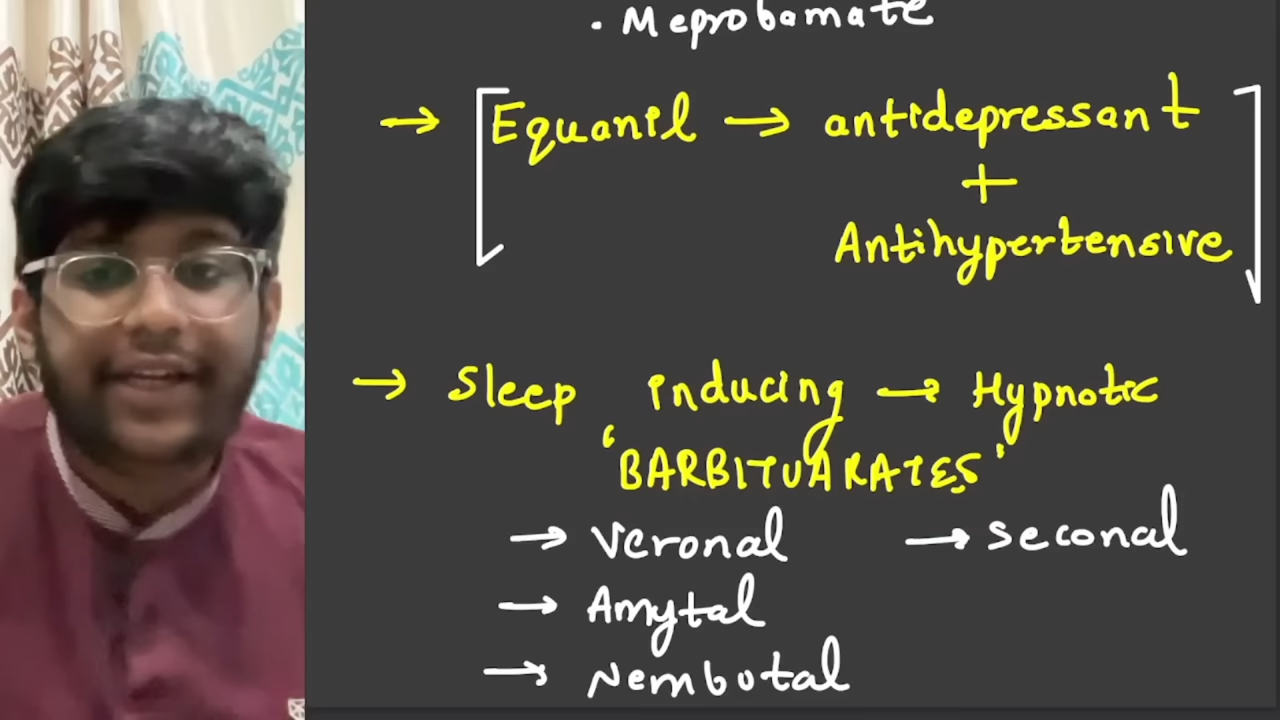 . Meprobamate
→ [Equanil → antidepressant]
+
Antihypertensive
→ Sleep inducing → Hypnotic
'BARBITUARATES'
→ Veronal → Seconal
→ Amytal
→ Nembutal